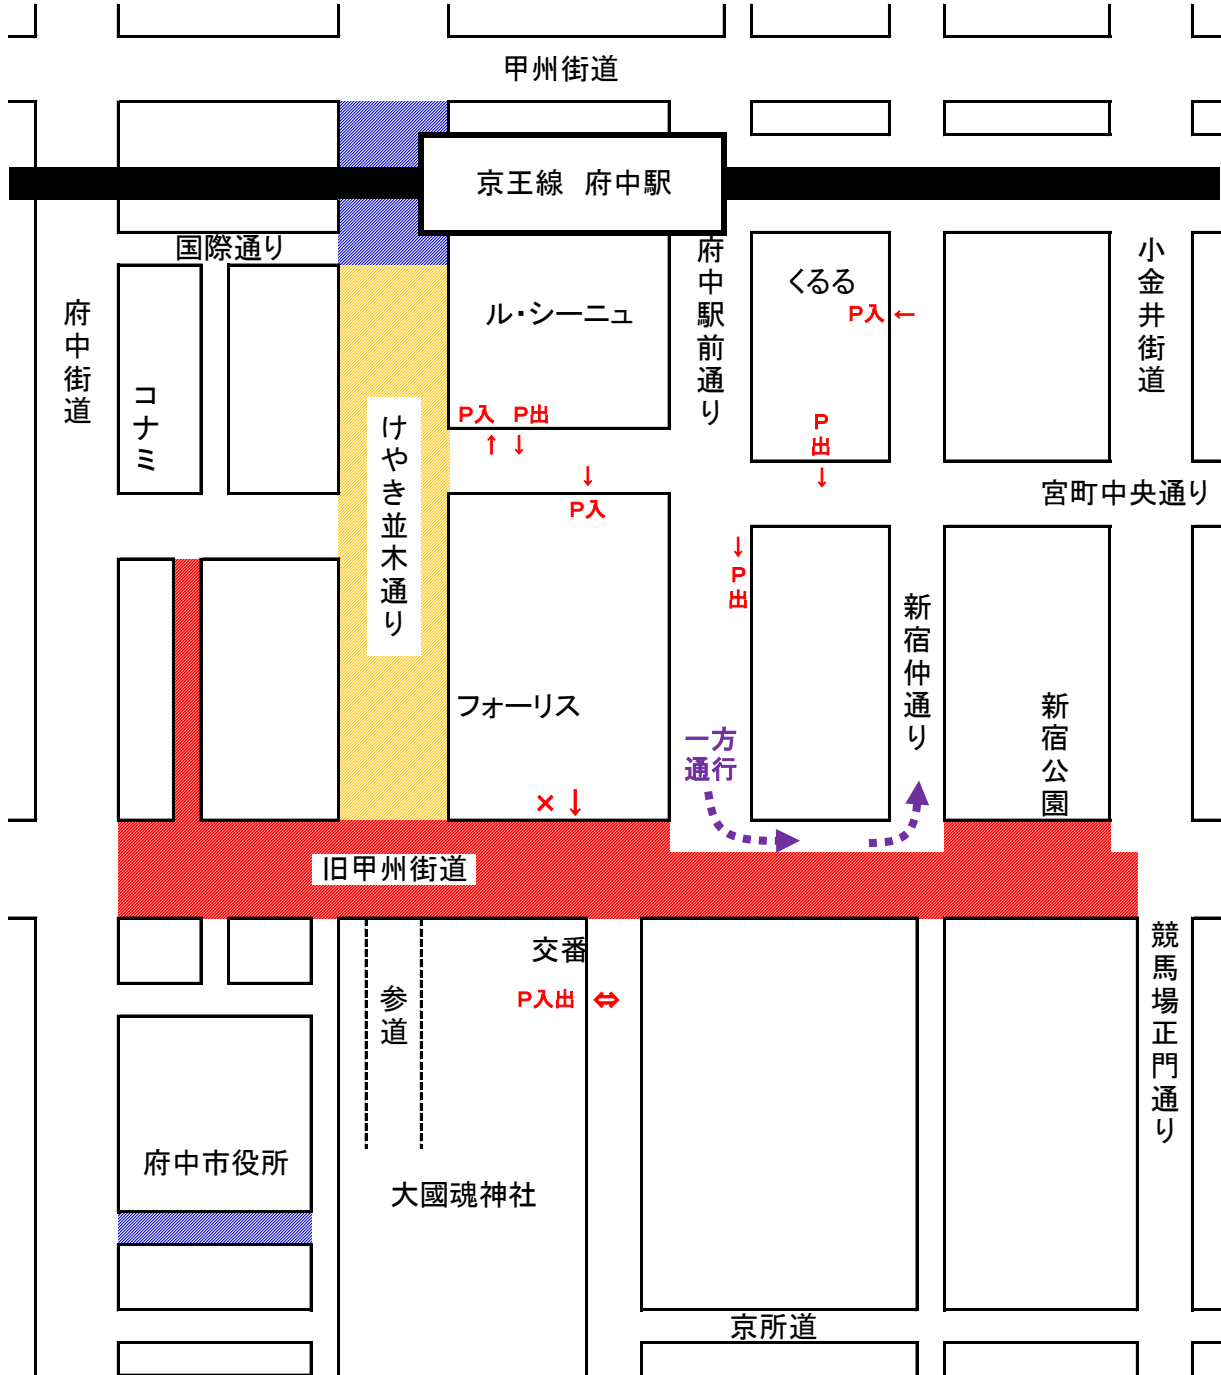 甲州街道
京王線　府中駅
国際通り
府中街道
コナミ
けやき並木通り
ル・シーニュ
P入 P出
↑ ↓
↓
P入
府中駅前通り
くるる
P入 ←
P
出
↓
小金井街道
宮町中央通り
↓
P
出
新宿仲通り
新宿公園
フォーリス
× ↓
一方
通行
旧甲州街道
交番
P入出 ⇔
参道
競馬場正門通り
府中市役所
大國魂神社
京所道